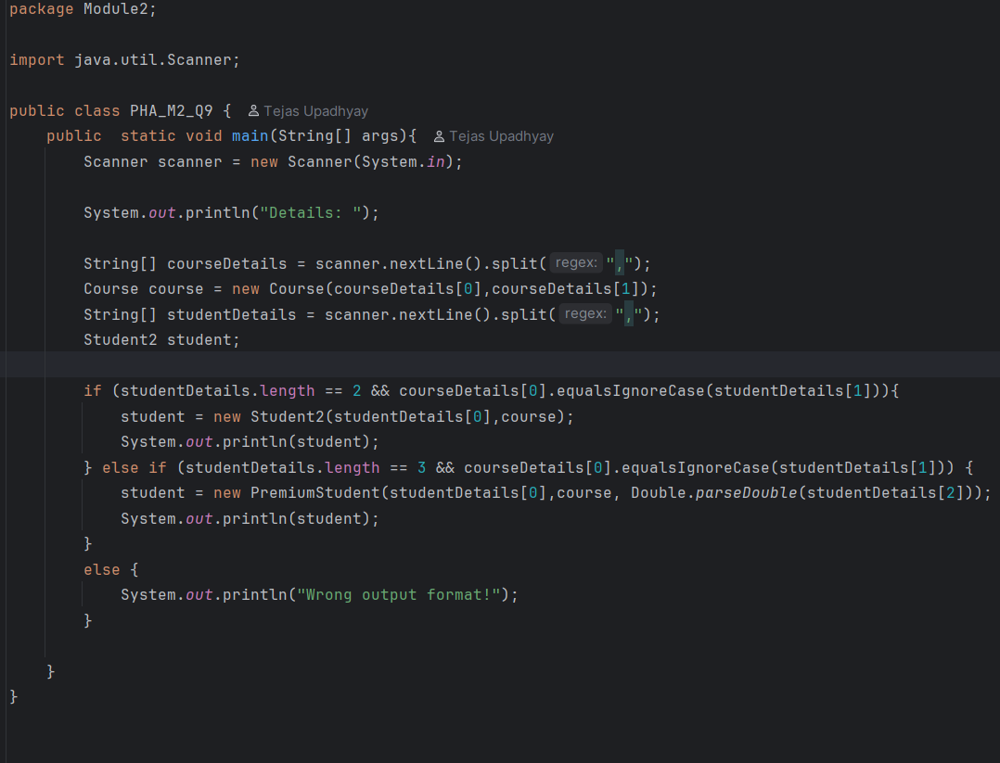 package Module2;
import java.util.Scanner;
public class PHA_M2_Q9 { Tejas Upadhyay
public  static void main(String[] args){ Tejas Upadhyay
Scanner scanner = new Scanner(System.in);
System.out.println("Details: ");
String[] courseDetails = scanner.nextLine().split( regex: ",");
Course course = new Course(courseDetails[0],courseDetails[1]);
String[] studentDetails = scanner.nextLine().split( regex: ",");
Student2 student;
if (studentDetails.length == 2 && courseDetails[0].equalsIgnoreCase(studentDetails[1])){
student = new Student2(studentDetails[0],course);
System.out.println(student);
} else if (studentDetails.length == 3 && courseDetails[0].equalsIgnoreCase(studentDetails[1])) {
student = new PremiumStudent(studentDetails[0],course, Double.parseDouble(studentDetails[2]));
System.out.println(student);
}
else {
System.out.println("Wrong output format!");
}
}
}